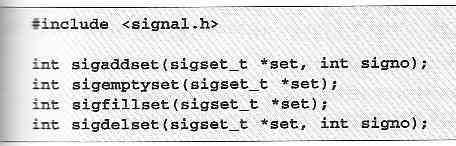 #include <signal.h>
int sigaddset(sigset_t *set, int signo);
int sigemptyset(sigset_t *set);
int sigfillset(sigset_t *set);
int sigdelset(sigset_t *set, int signo);